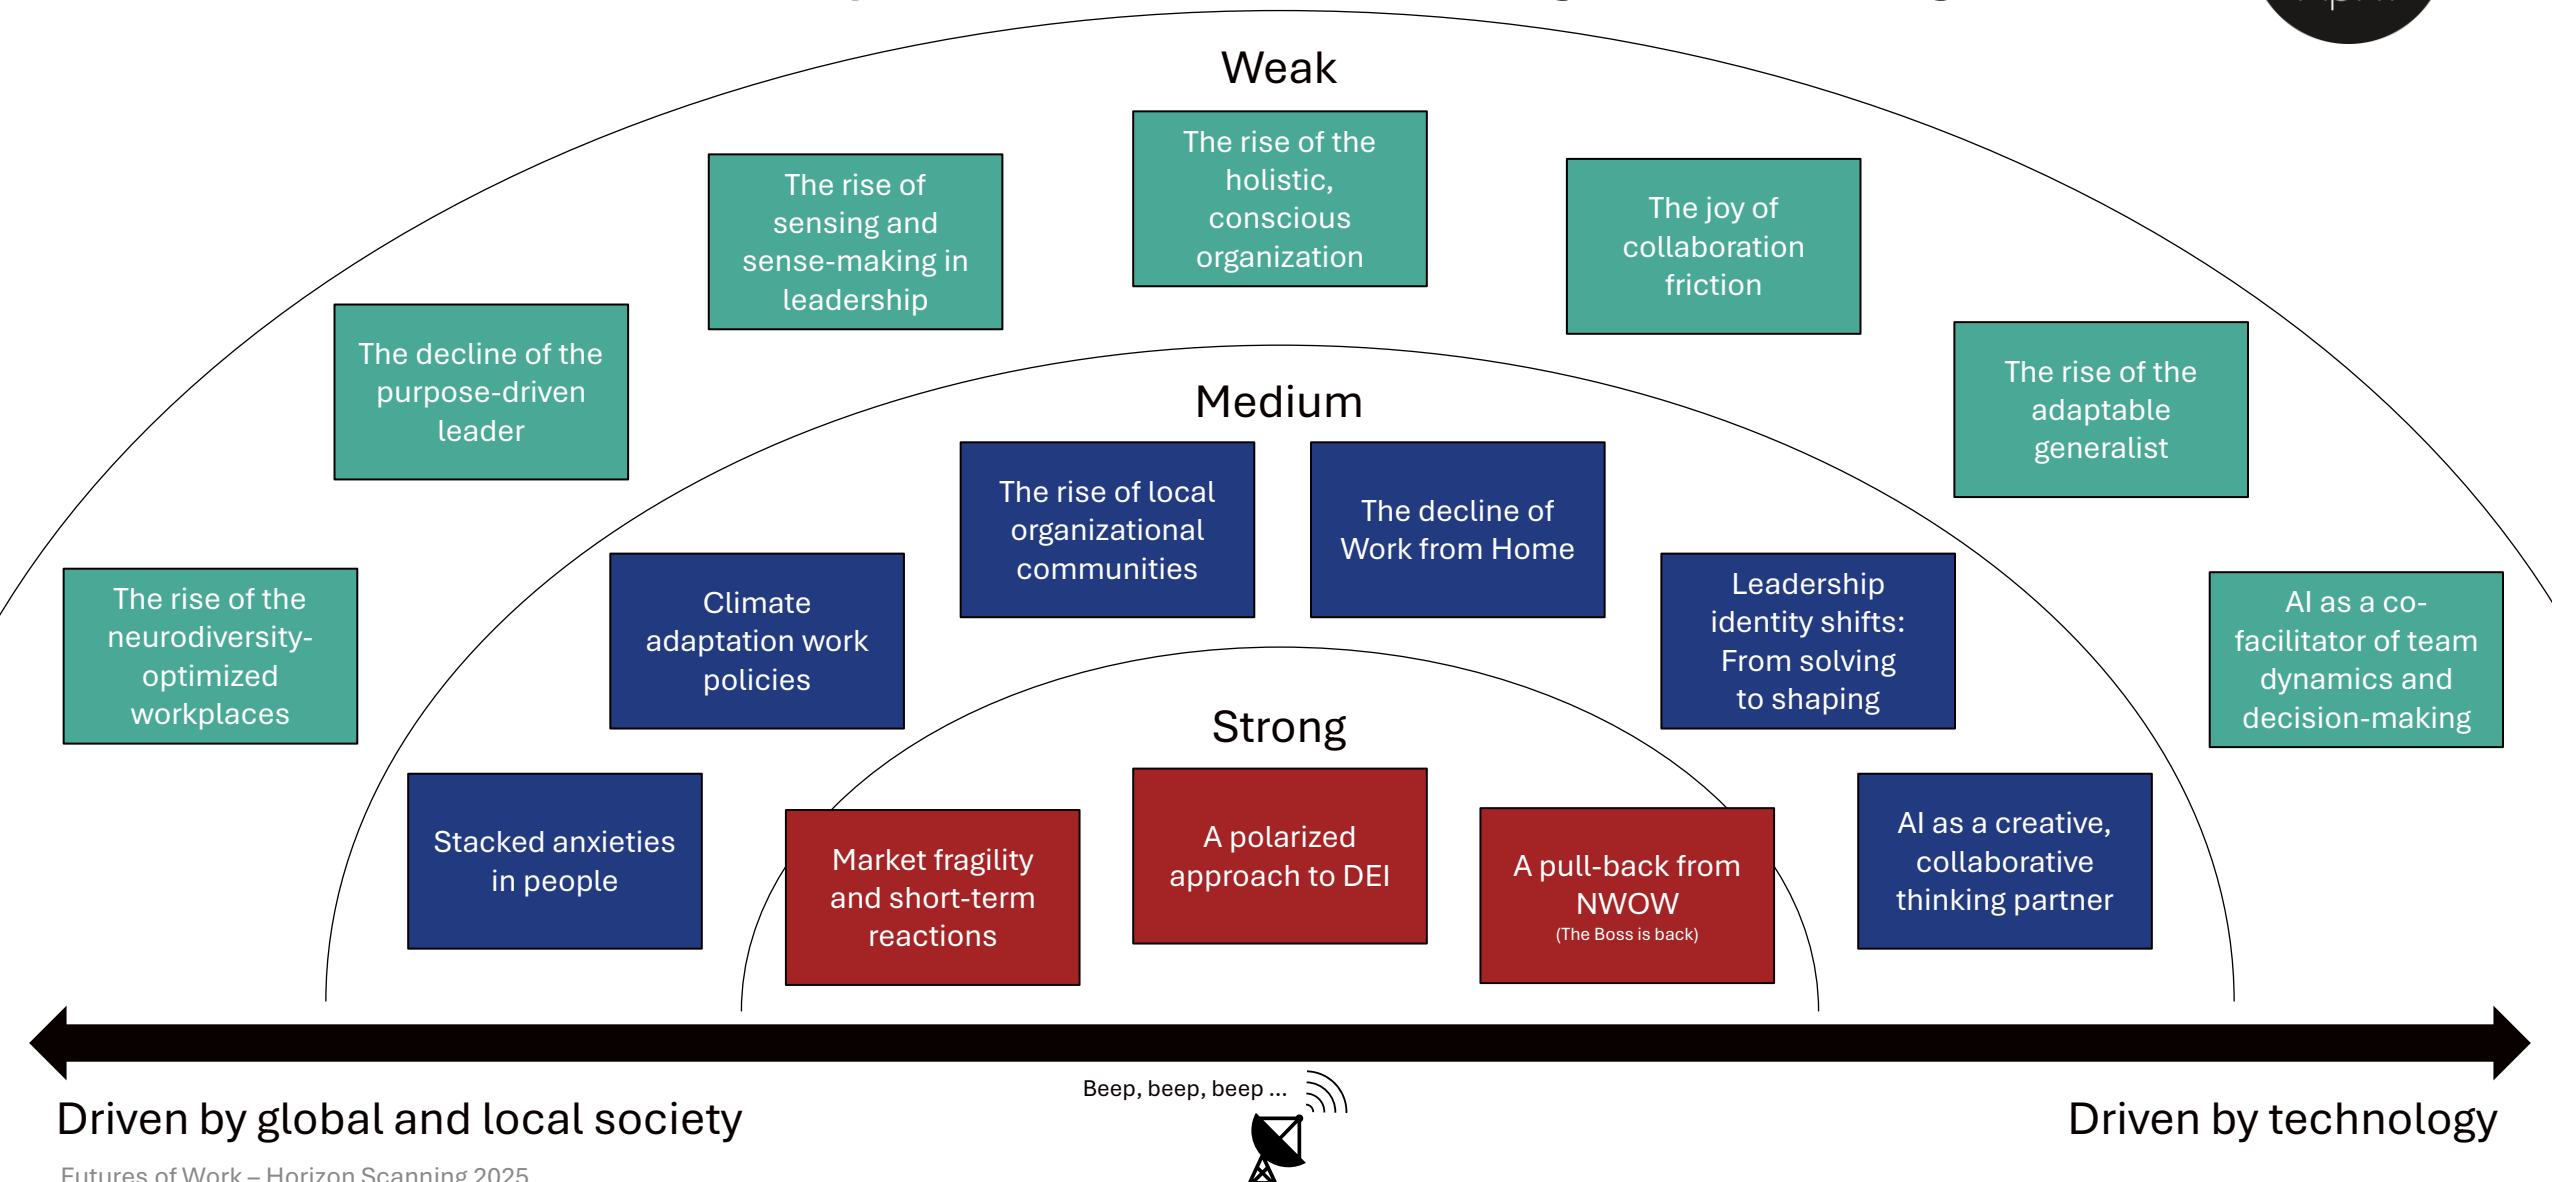 Weak
The rise of the
holistic,
conscious
organization
The rise of
sensing and
sense-making in
leadership
The joy of
collaboration
friction
The decline of the
purpose-driven
leader
The rise of the
adaptable
generalist
The rise of the
neurodiversity-
optimized
workplaces
AI as a co-
facilitator of team
dynamics and
decision-making
Medium
The rise of local
organizational
communities
The decline of
Work from Home
Climate
adaptation work
policies
Leadership
identity shifts:
From solving
to shaping
Stacked anxieties
in people
AI as a creative,
collaborative
thinking partner
Strong
Market fragility
and short-term
reactions
A polarized
approach to DEI
A pull-back from
NWOW
(The Boss is back)
Beep, beep, beep ...
Driven by global and local society
Driven by technology
Futures of Work – Horizon Scanning 2025